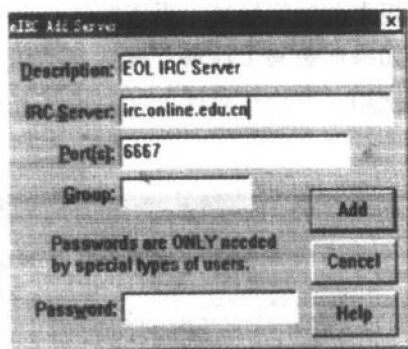 mIRC Add Server
Description: EOL IRC Server
IRC Server: irc.online.edu.cn
Port(s): 6667
Group:
Add
Passwords are ONLY needed
by special types of users.
Cancel
Password:
Help